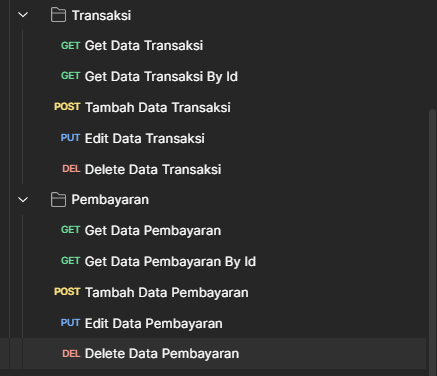 Transaksi
GET Get Data Transaksi
GET Get Data Transaksi By Id
POST Tambah Data Transaksi
PUT Edit Data Transaksi
DEL Delete Data Transaksi
Pembayaran
GET Get Data Pembayaran
GET Get Data Pembayaran By Id
POST Tambah Data Pembayaran
PUT Edit Data Pembayaran
DEL Delete Data Pembayaran